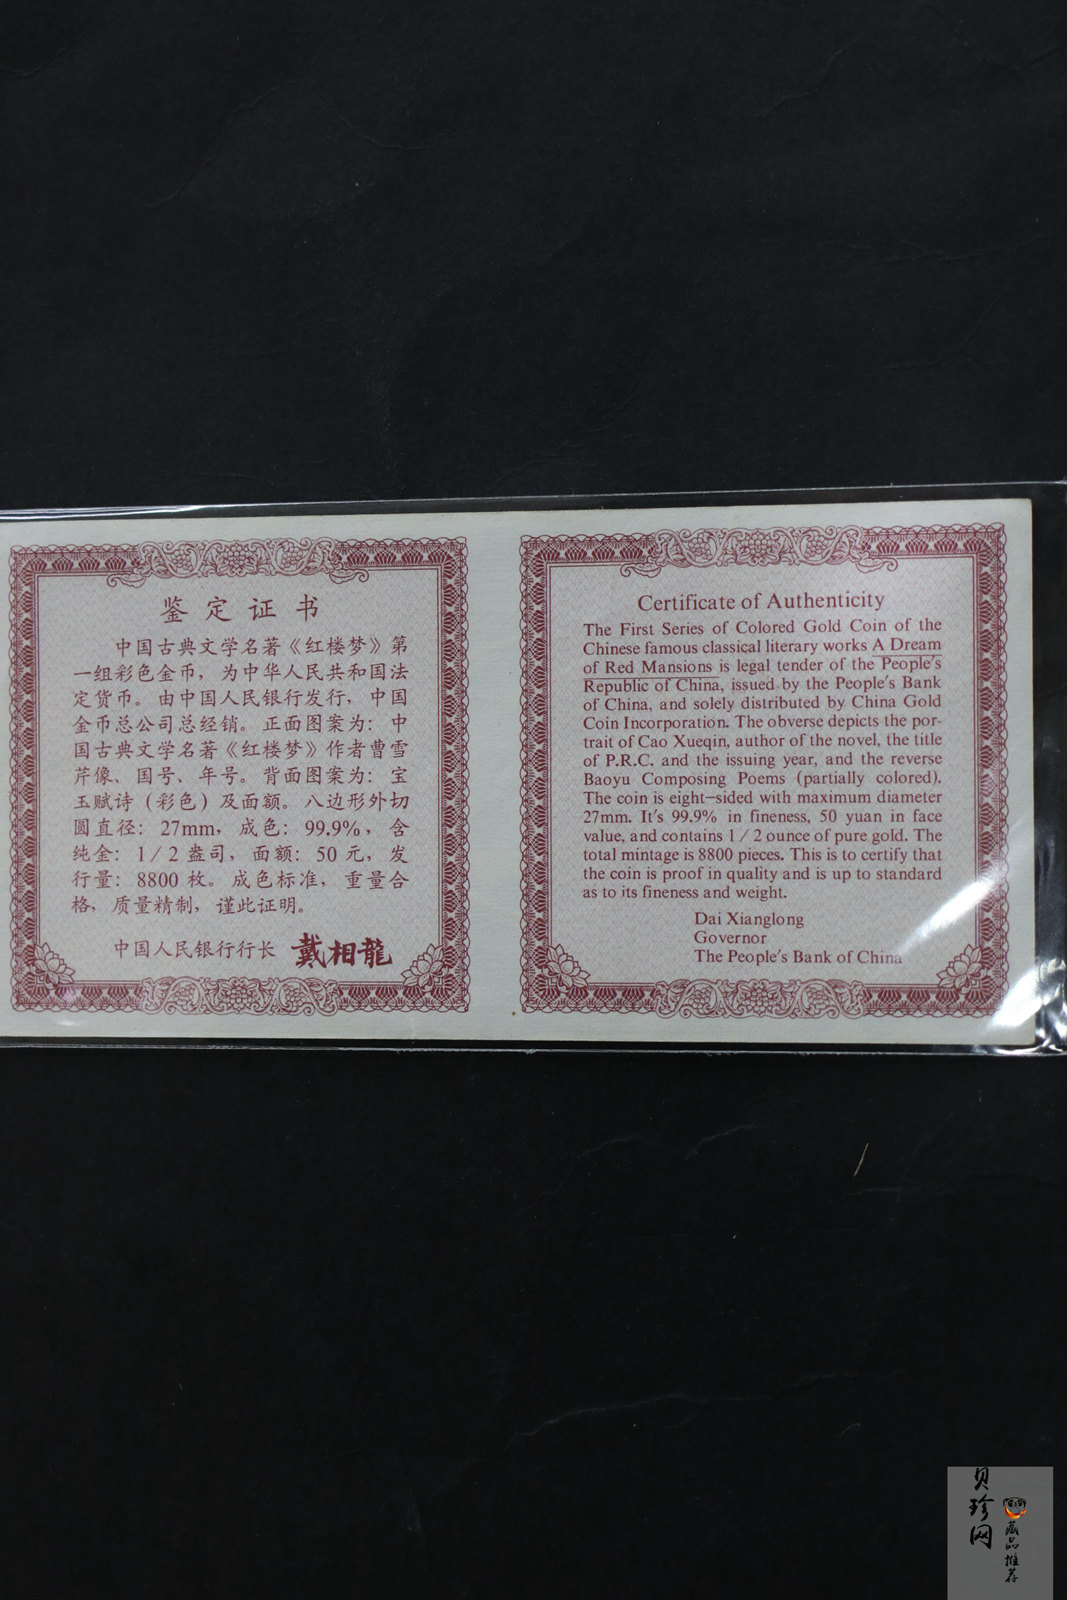 鉴定证书
中国古典文学名著《红楼梦》第
一组彩色金币，为中华人民共和国法
定货币。由中国人民银行发行，中国
金币总公司总经销。正面图案为：中
国古典文学名著《红楼梦》作者曹雪
芹像、国号、年号。背面图案为：宝
玉赋诗（彩色）及面额。八边形外切
圆直径：27mm，成色：99.9%，含
纯金：1/2盎司，面额：50元，发
行量：8800枚。成色标准，重量合
格，质量精制，谨此证明。
中国人民银行行长 戴相龍
Certificate of Authenticity
The First Series of Colored Gold Coin of the
Chinese famous classical literary works A Dream
of Red Mansions is legal tender of the People's
Republic of China, issued by the People's Bank
of China, and solely distributed by China Gold
Coin Incorporation. The obverse depicts the por-
trait of Cao Xueqin, author of the novel, the title
of P.R.C. and the issuing year, and the reverse
Baoyu Composing Poems (partially colored).
The coin is eight-sided with maximum diameter
27mm. It's 99.9% in fineness, 50 yuan in face
value, and contains 1/2 ounce of pure gold. The
total mintage is 8800 pieces. This is to certify that
the coin is proof in quality and is up to standard
as to its fineness and weight.
Dai Xianglong
Governor
The People's Bank of China
贝珍网
藏品推荐